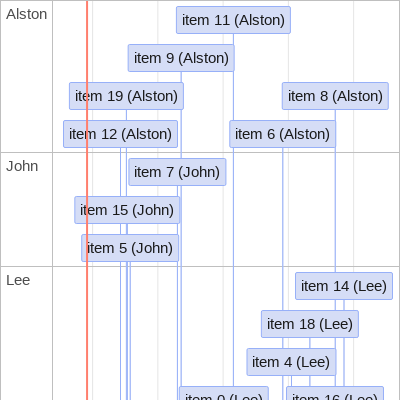 Alston
item 11 (Alston)
item 9 (Alston)
item 19 (Alston)
item 8 (Alston)
item 12 (Alston)
item 6 (Alston)
John
item 7 (John)
item 15 (John)
item 5 (John)
Lee
item 14 (Lee)
item 18 (Lee)
item 4 (Lee)
item 0 (Lee)
item 16 (Lee)